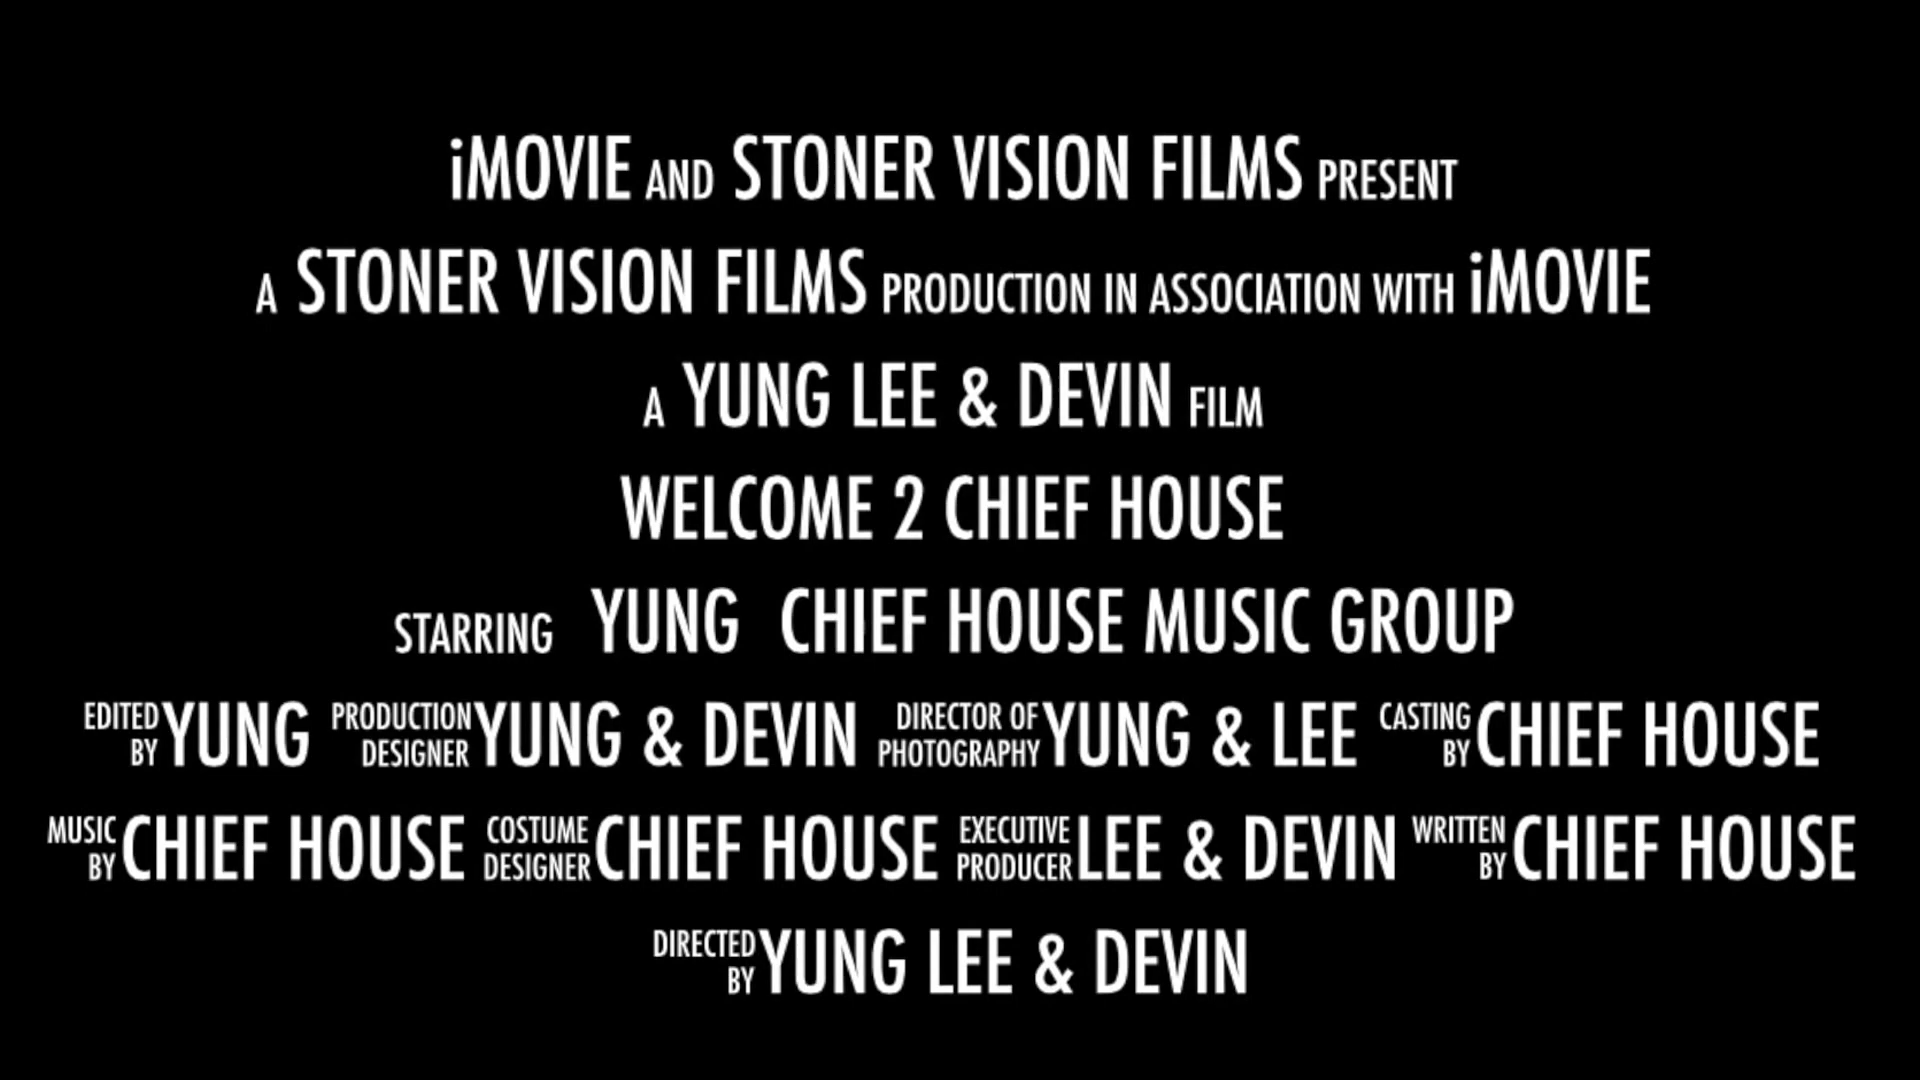 iMOVIE AND STONER VISION FILMS PRESENT
A STONER VISION FILMS PRODUCTION IN ASSOCIATION WITH iMOVIE
A YUNG LEE & DEVIN FILM
WELCOME 2 CHIEF HOUSE
STARRING YUNG CHIEF HOUSE MUSIC GROUP
EDITED BY YUNG PRODUCTION DESIGNER YUNG & DEVIN DIRECTOR OF PHOTOGRAPHY YUNG & LEE CASTING BY CHIEF HOUSE
MUSIC BY CHIEF HOUSE COSTUME DESIGNER CHIEF HOUSE EXECUTIVE PRODUCER LEE & DEVIN WRITTEN BY CHIEF HOUSE
DIRECTED BY YUNG LEE & DEVIN